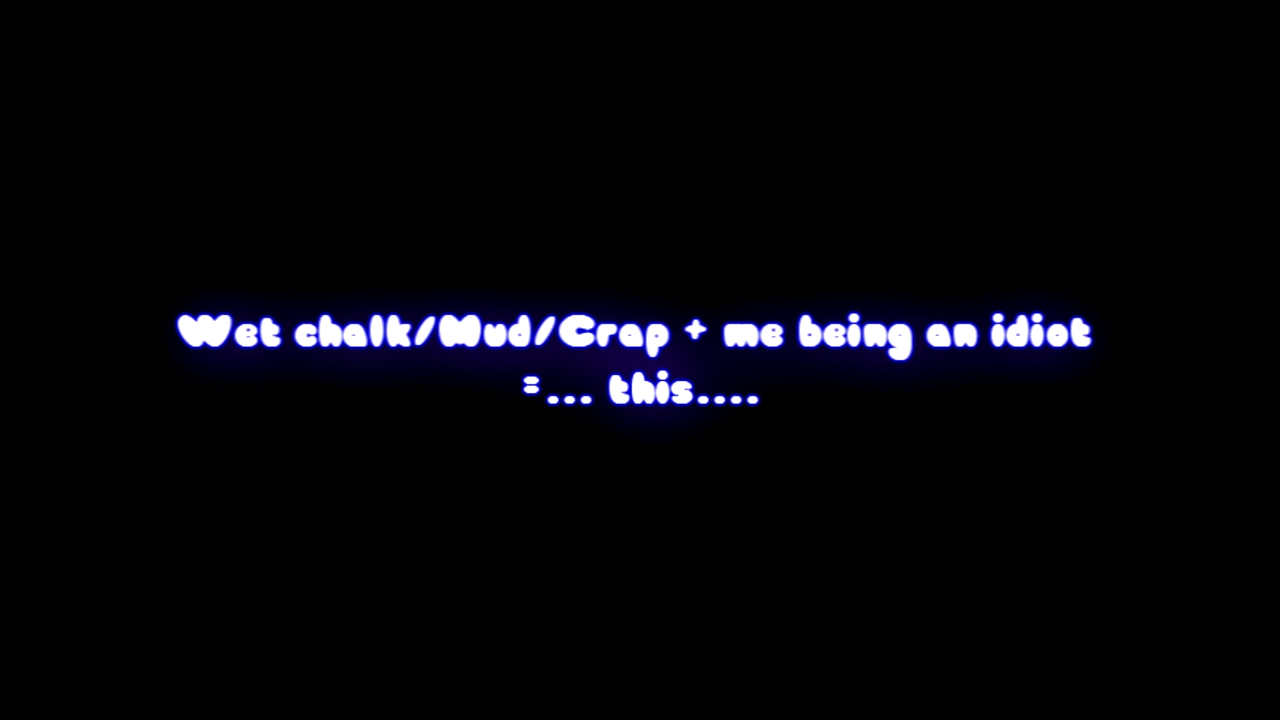 Wet chalk/Mud/Crap + me being an idiot
=... this....